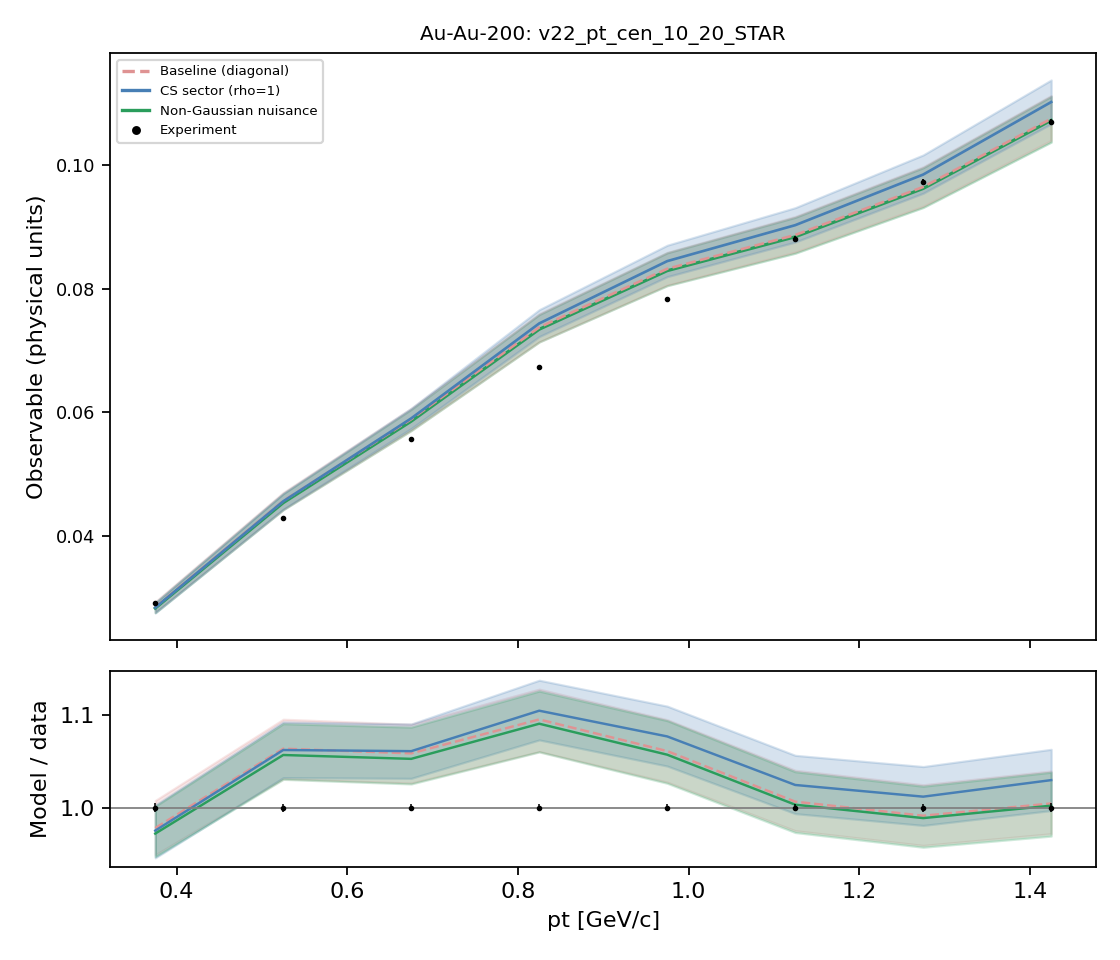 Au-Au-200: v22_pt_cen_10_20_STAR
Baseline (diagonal)
CS sector (rho=1)
Non-Gaussian nuisance
Experiment
Observable (physical units)
0.10
0.08
0.06
0.04
Model / data
1.1
1.0
0.4 0.6 0.8 1.0 1.2 1.4
pt [GeV/c]